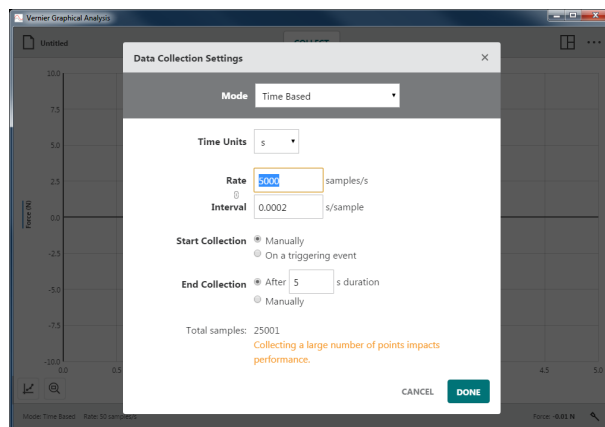 Vernier Graphical Analysis
Untitled
Data Collection Settings
×
Mode Time Based
Time Units s
Rate 5000 samples/s
Interval 0.0002 s/sample
Start Collection Manually
On a triggering event
End Collection After 5 s duration
Manually
Total samples: 25001
Collecting a large number of points impacts
performance.
CANCEL DONE
10.0
7.5
5.0
2.5
0.0
-2.5
-5.0
-7.5
-10.0
Force (N)
0.0 0.5 4.5 5.0
Mode: Time Based Rate: 50 samples/s
Force: -0.01 N